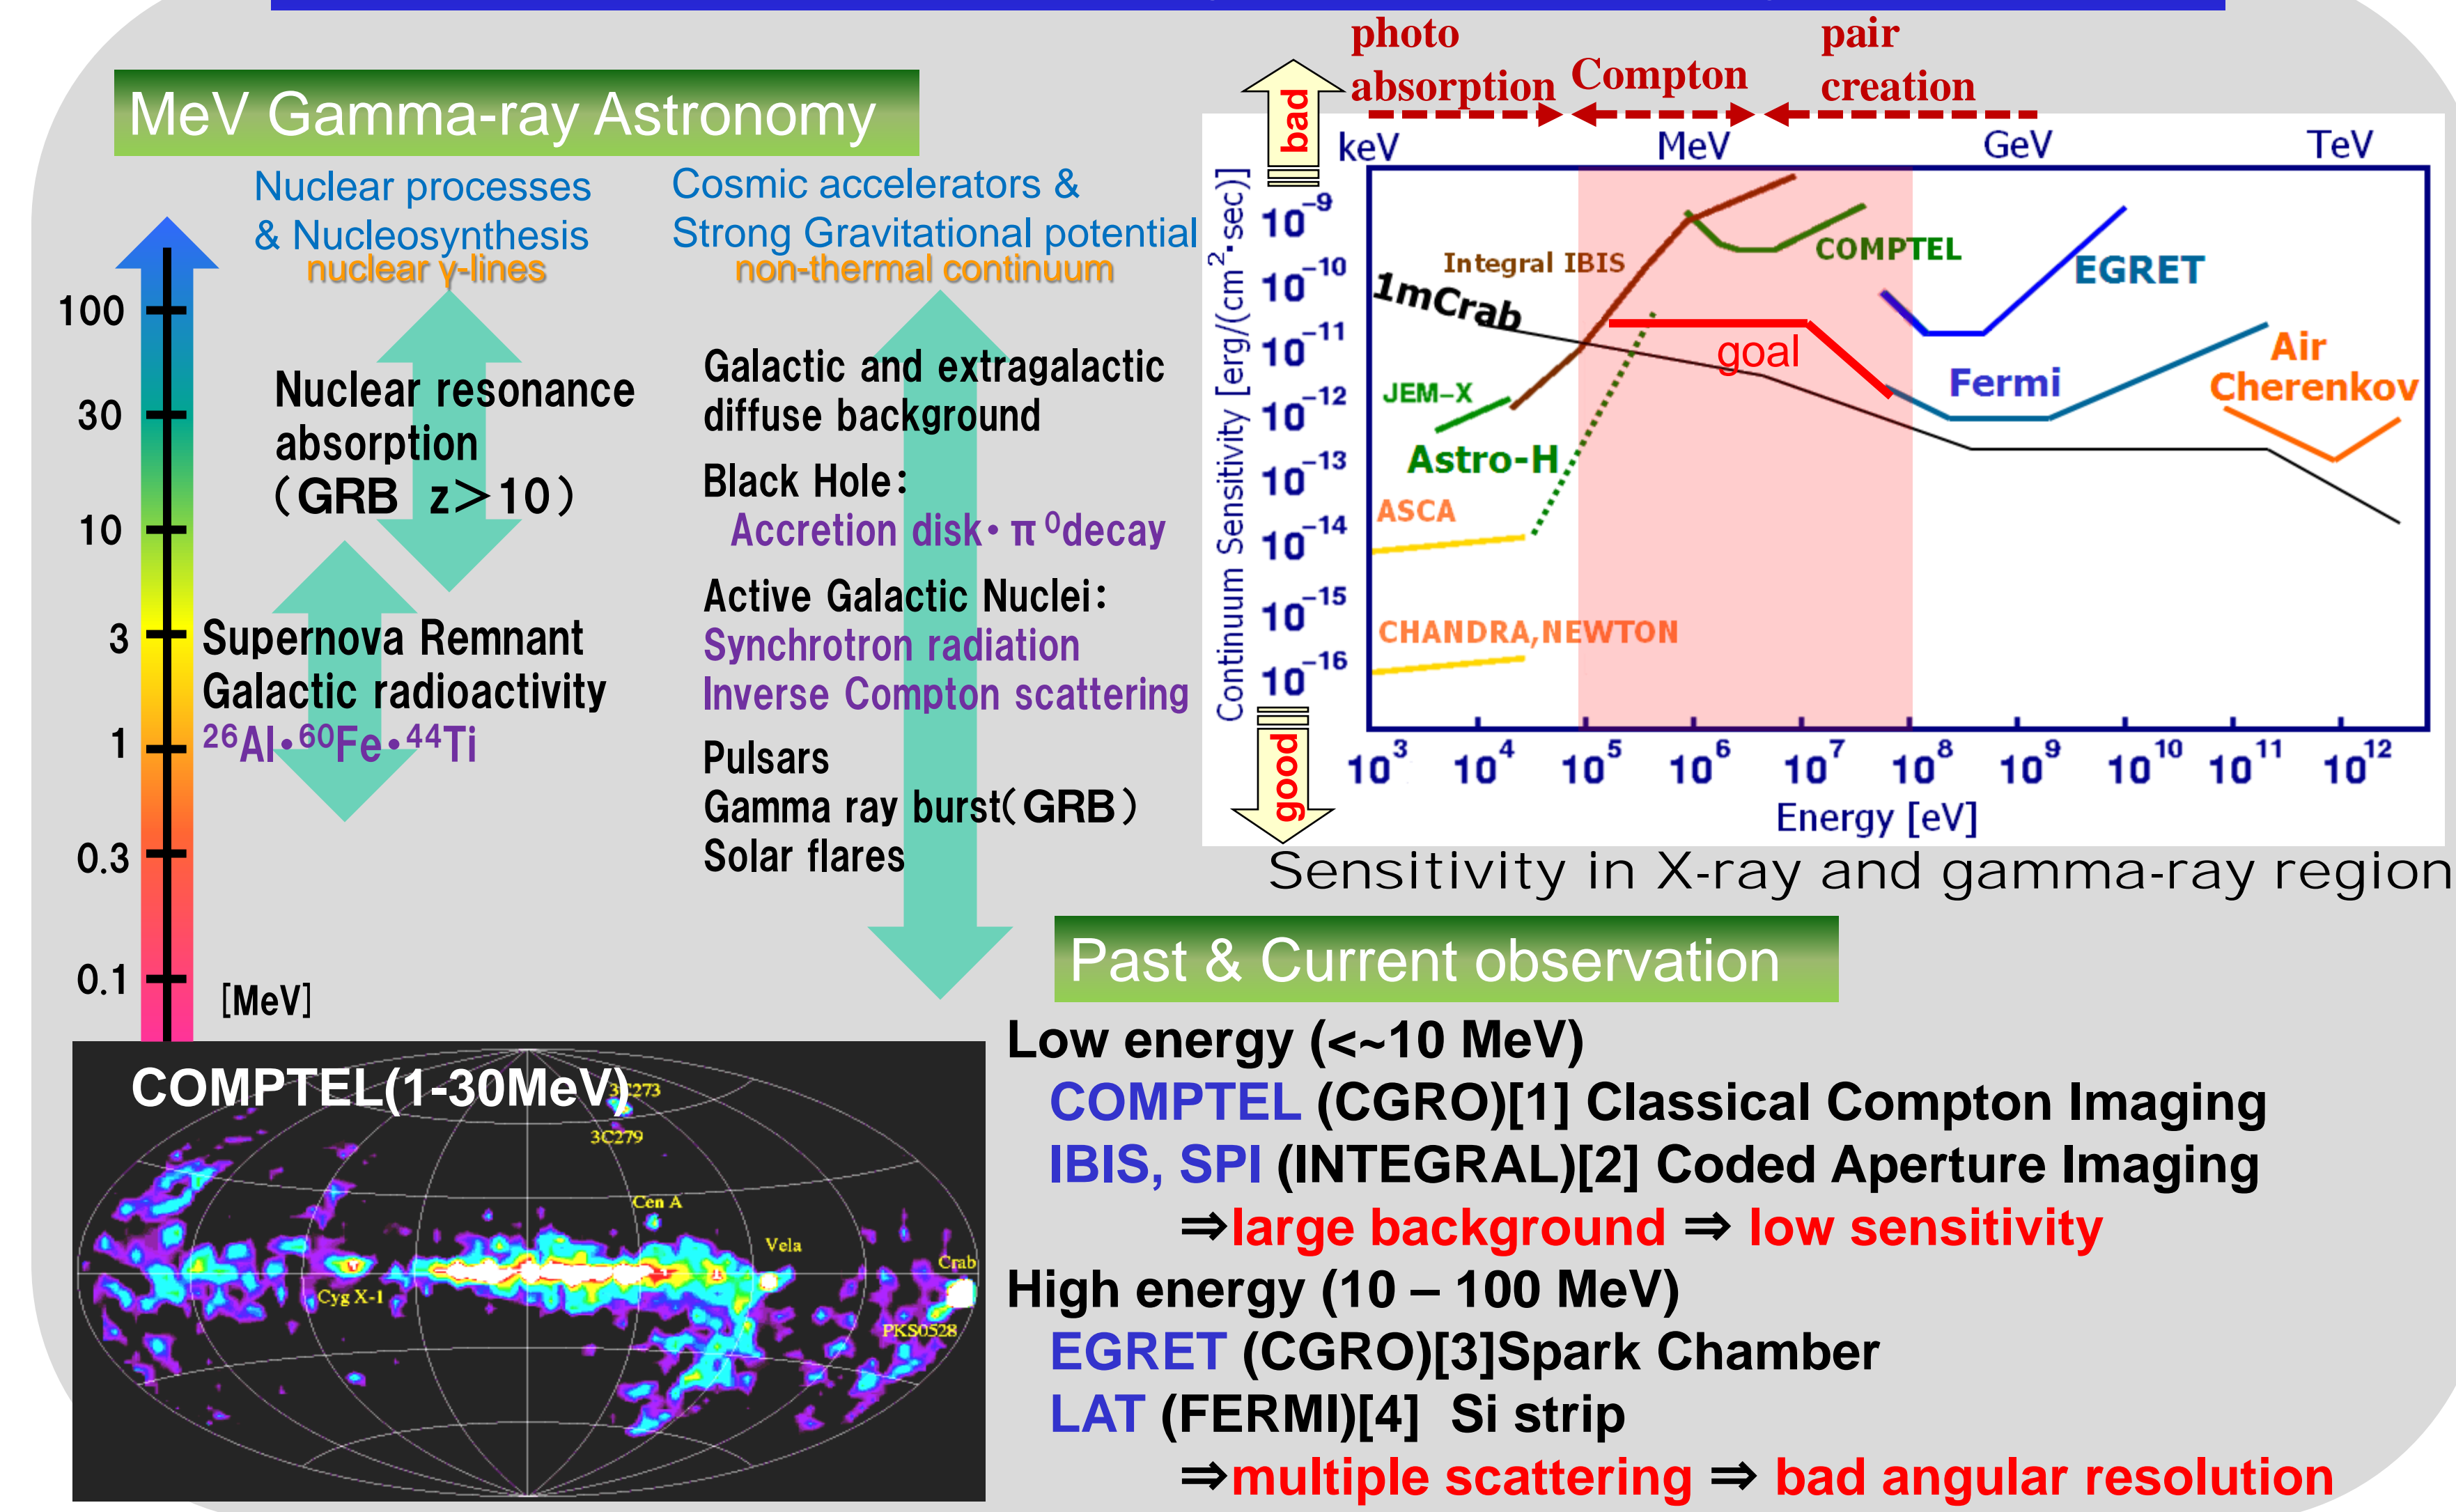 MeV Gamma-ray Astronomy
Nuclear processes
& Nucleosynthesis
nuclear γ-lines
Cosmic accelerators &
Strong Gravitational potential
non-thermal continuum
100
30
10
3
1
0.3
0.1
[MeV]
Nuclear resonance
absorption
(GRB z>10)
Supernova Remnant
Galactic radioactivity
²⁶Al・⁶⁰Fe・⁴⁴Ti
Galactic and extragalactic
diffuse background
Black Hole:
Accretion disk・π⁰decay
Active Galactic Nuclei:
Synchrotron radiation
Inverse Compton scattering
Pulsars
Gamma ray burst(GRB)
Solar flares
photo
absorption
Compton
pair
creation
bad
good
keV MeV GeV TeV
Continuum Sensitivity [erg/(cm²·sec)]
10⁻⁹
10⁻¹⁰
10⁻¹¹
10⁻¹²
10⁻¹³
10⁻¹⁴
10⁻¹⁵
10⁻¹⁶
Integral IBIS
COMPTEL
EGRET
1mCrab
goal
JEM-X
Fermi
Air
Cherenkov
Astro-H
ASCA
CHANDRA,NEWTON
10³ 10⁴ 10⁵ 10⁶ 10⁷ 10⁸ 10⁹ 10¹⁰ 10¹¹ 10¹²
Energy [eV]
Sensitivity in X-ray and gamma-ray region
COMPTEL(1-30MeV)
3C273
3C279
Cen A
Vela
Crab
Cyg X-1
PKS0528
Past & Current observation
Low energy (<~10 MeV)
COMPTEL (CGRO)[1] Classical Compton Imaging
IBIS, SPI (INTEGRAL)[2] Coded Aperture Imaging
⇒large background ⇒ low sensitivity
High energy (10 – 100 MeV)
EGRET (CGRO)[3]Spark Chamber
LAT (FERMI)[4] Si strip
⇒multiple scattering ⇒ bad angular resolution